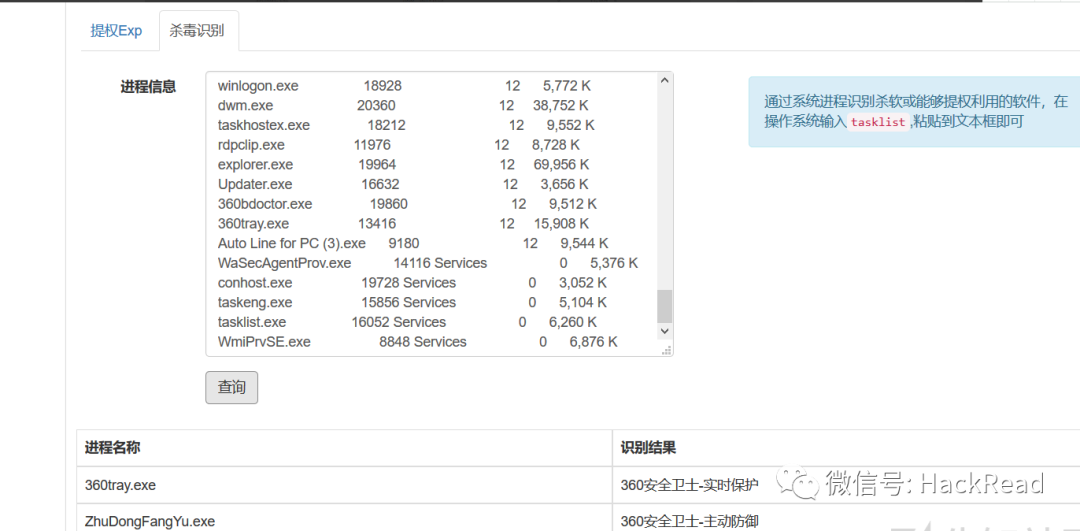 提权Exp 杀毒识别
进程信息
winlogon.exe 18928 12 5,772 K
dwm.exe 20360 12 38,752 K
taskhostex.exe 18212 12 9,552 K
rdpclip.exe 11976 12 8,728 K
explorer.exe 19964 12 69,956 K
Updater.exe 16632 12 3,656 K
360bdoctor.exe 19860 12 9,512 K
360tray.exe 13416 12 15,908 K
Auto Line for PC (3).exe 9180 12 9,544 K
WaSecAgentProv.exe 14116 Services 0 5,376 K
conhost.exe 19728 Services 0 3,052 K
taskeng.exe 15856 Services 0 5,104 K
tasklist.exe 16052 Services 0 6,260 K
WmiPrvSE.exe 8848 Services 0 6,876 K
通过系统进程识别杀软或能够提权利用的软件，在
操作系统输入 tasklist ,粘贴到文本框即可
查询
进程名称 识别结果
360tray.exe 360安全卫士-实时保护
微信号: HackRead
ZhuDongFangYu.exe 360安全卫士-主动防御